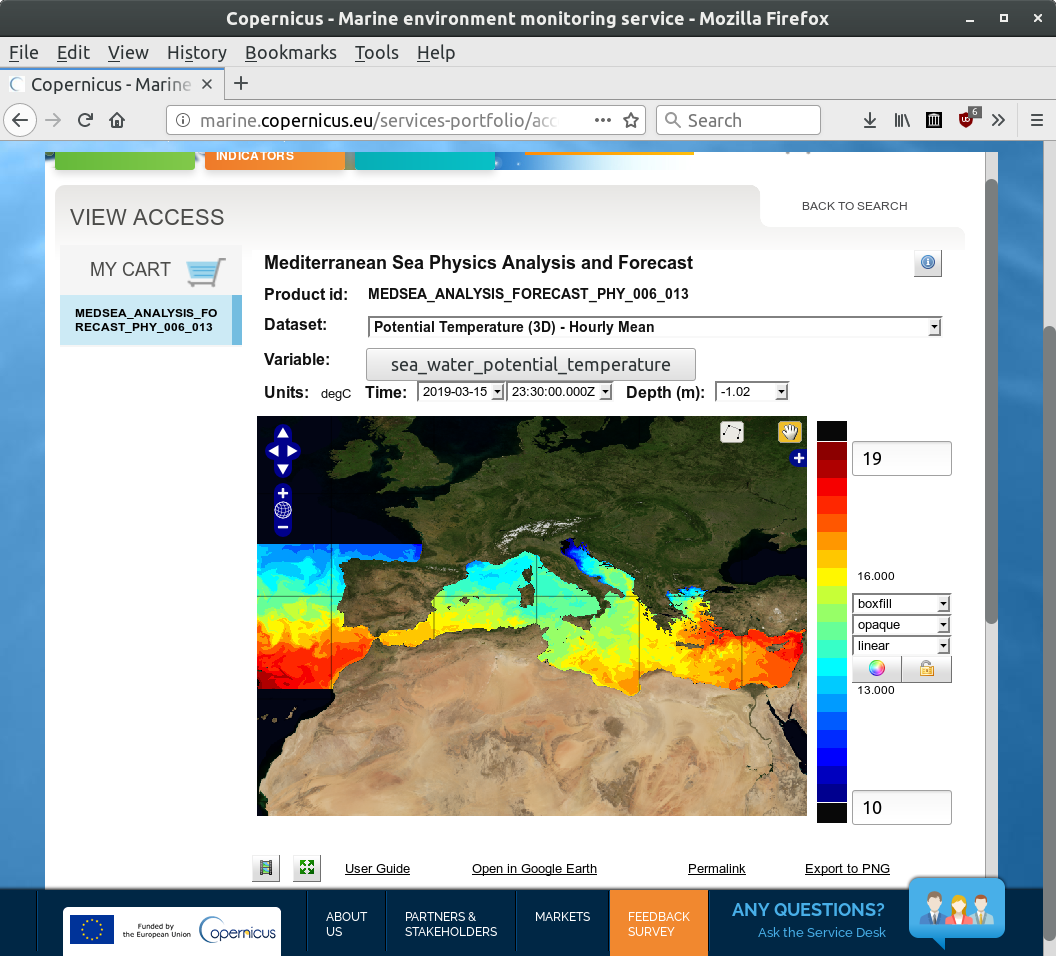 Copernicus - Marine environment monitoring service - Mozilla Firefox
File Edit View History Bookmarks Tools Help
Copernicus - Marine
marine.copernicus.eu/services-portfolio/acc
Search
6
INDICATORS
VIEW ACCESS
BACK TO SEARCH
MY CART
MEDSEA_ANALYSIS_FO
RECAST_PHY_006_013
Mediterranean Sea Physics Analysis and Forecast
Product id: MEDSEA_ANALYSIS_FORECAST_PHY_006_013
Dataset: Potential Temperature (3D) - Hourly Mean
Variable: sea_water_potential_temperature
Units: degC Time: 2019-03-15 23:30:00.000Z Depth (m): -1.02
19
16.000
boxfill
opaque
linear
13.000
10
User Guide Open in Google Earth Permalink Export to PNG
Funded by
the European Union
opernicus
ABOUT
US
PARTNERS &
STAKEHOLDERS
MARKETS
FEEDBACK
SURVEY
ANY QUESTIONS?
Ask the Service Desk